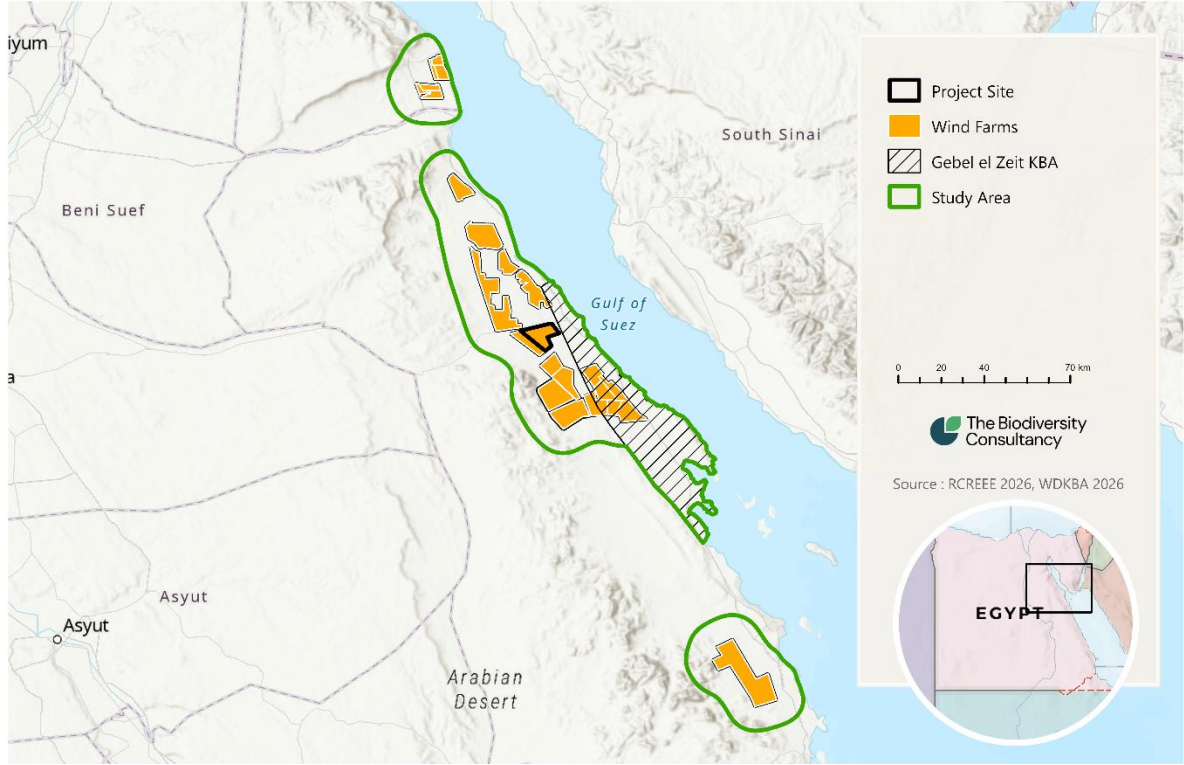 iyum
Beni Suef
South Sinai
Gulf of
Suez
a
Asyut
Asyut
Arabian
Desert
Project Site
Wind Farms
Gebel el Zeit KBA
Study Area
0 20 40 70 km
The Biodiversity
Consultancy
Source : RCREEE 2026, WDKBA 2026
EGYPT